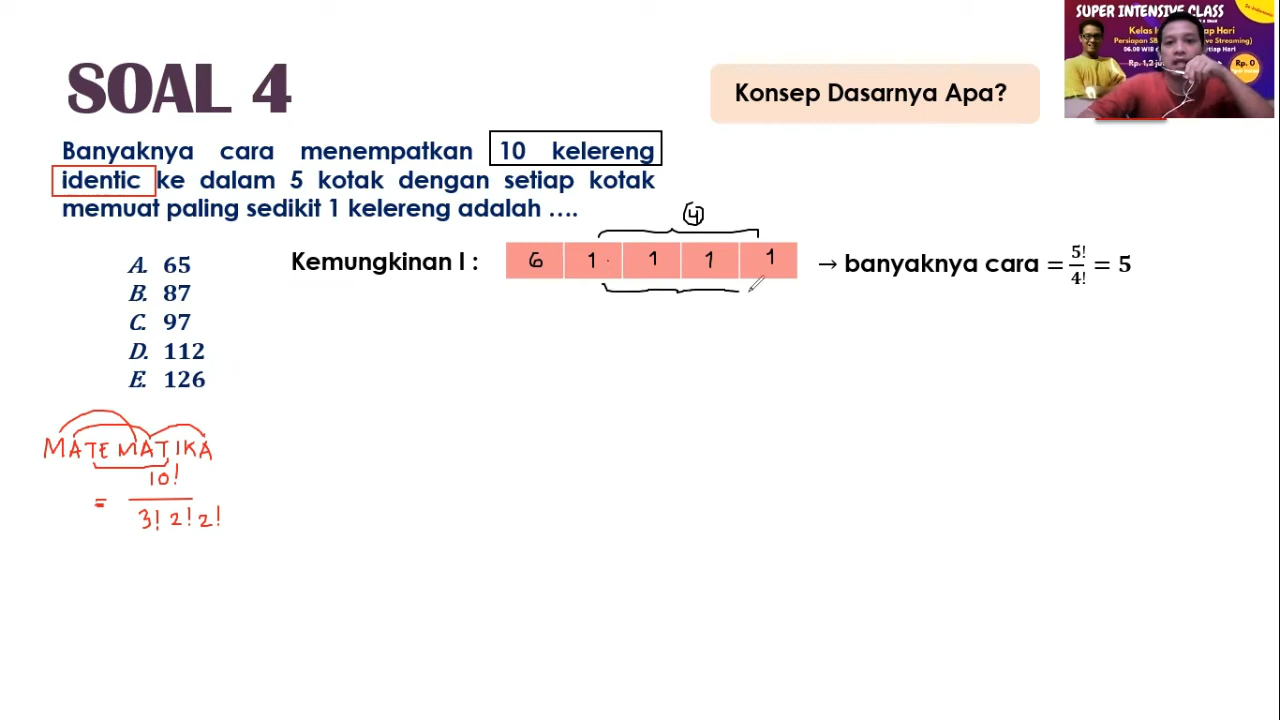 SUPER INTENSIVE CLASS
SOAL 4
Konsep Dasarnya Apa?
Banyaknya cara menempatkan 10 kelereng
identic ke dalam 5 kotak dengan setiap kotak
memuat paling sedikit 1 kelereng adalah ....
4
Kemungkinan I : 6 1 1 1 1 → banyaknya cara = 5!/4! = 5
A. 65
B. 87
C. 97
D. 112
E. 126
MATEMATIKA
= 10!
3! 2! 2!
Rp. 0